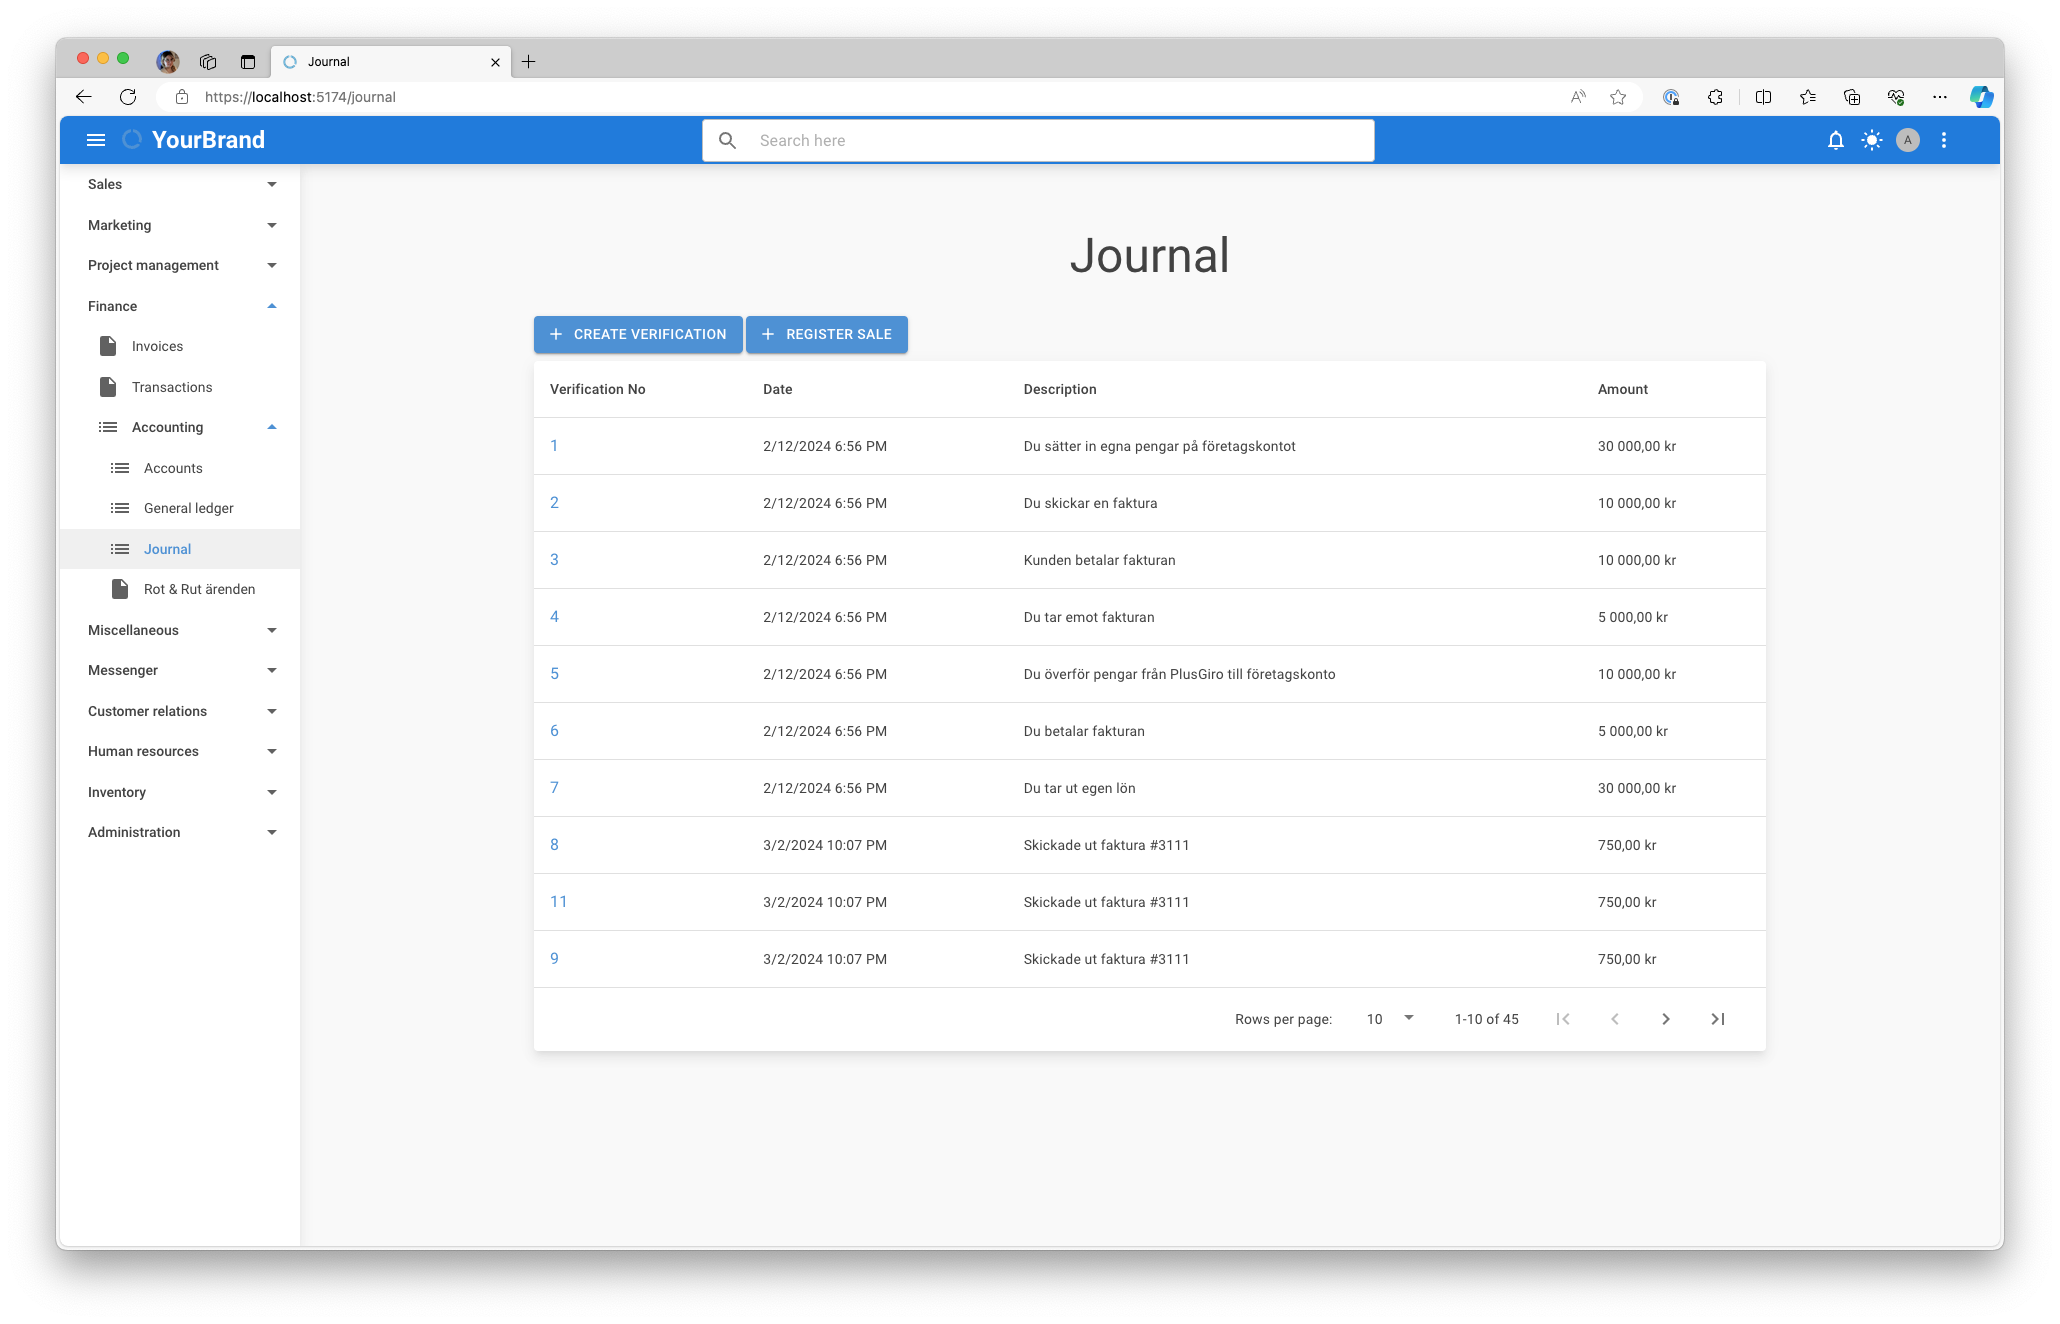 Journal
https://localhost:5174/journal
YourBrand
Search here
A
Sales
Marketing
Project management
Finance
Invoices
Transactions
Accounting
Accounts
General ledger
Journal
Rot & Rut ärenden
Miscellaneous
Messenger
Customer relations
Human resources
Inventory
Administration
Journal
CREATE VERIFICATION REGISTER SALE
Verification No Date Description Amount
1 2/12/2024 6:56 PM Du sätter in egna pengar på företagskontot 30 000,00 kr
2 2/12/2024 6:56 PM Du skickar en faktura 10 000,00 kr
3 2/12/2024 6:56 PM Kunden betalar fakturan 10 000,00 kr
4 2/12/2024 6:56 PM Du tar emot fakturan 5 000,00 kr
5 2/12/2024 6:56 PM Du överför pengar från PlusGiro till företagskonto 10 000,00 kr
6 2/12/2024 6:56 PM Du betalar fakturan 5 000,00 kr
7 2/12/2024 6:56 PM Du tar ut egen lön 30 000,00 kr
8 3/2/2024 10:07 PM Skickade ut faktura #3111 750,00 kr
11 3/2/2024 10:07 PM Skickade ut faktura #3111 750,00 kr
9 3/2/2024 10:07 PM Skickade ut faktura #3111 750,00 kr
Rows per page: 10 1-10 of 45